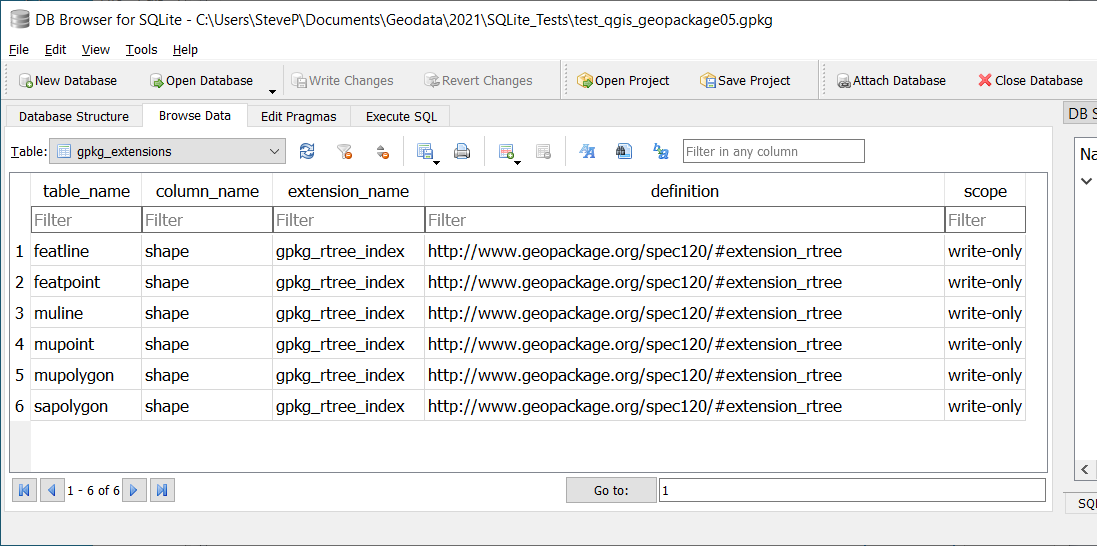 DB Browser for SQLite - C:\Users\SteveP\Documents\Geodata\2021\SQLite_Tests\test_qgis_geopackage05.gpkg
File Edit View Tools Help
New Database Open Database Write Changes Revert Changes Open Project Save Project Attach Database Close Database
Database Structure Browse Data Edit Pragmas Execute SQL DB S
Table: gpkg_extensions Filter in any column Na
table_name column_name extension_name definition scope
Filter Filter Filter Filter Filter
1 featline shape gpkg_rtree_index http://www.geopackage.org/spec120/#extension_rtree write-only
2 featpoint shape gpkg_rtree_index http://www.geopackage.org/spec120/#extension_rtree write-only
3 muline shape gpkg_rtree_index http://www.geopackage.org/spec120/#extension_rtree write-only
4 mupoint shape gpkg_rtree_index http://www.geopackage.org/spec120/#extension_rtree write-only
5 mupolygon shape gpkg_rtree_index http://www.geopackage.org/spec120/#extension_rtree write-only
6 sapolygon shape gpkg_rtree_index http://www.geopackage.org/spec120/#extension_rtree write-only
1 - 6 of 6 Go to: 1
SQL